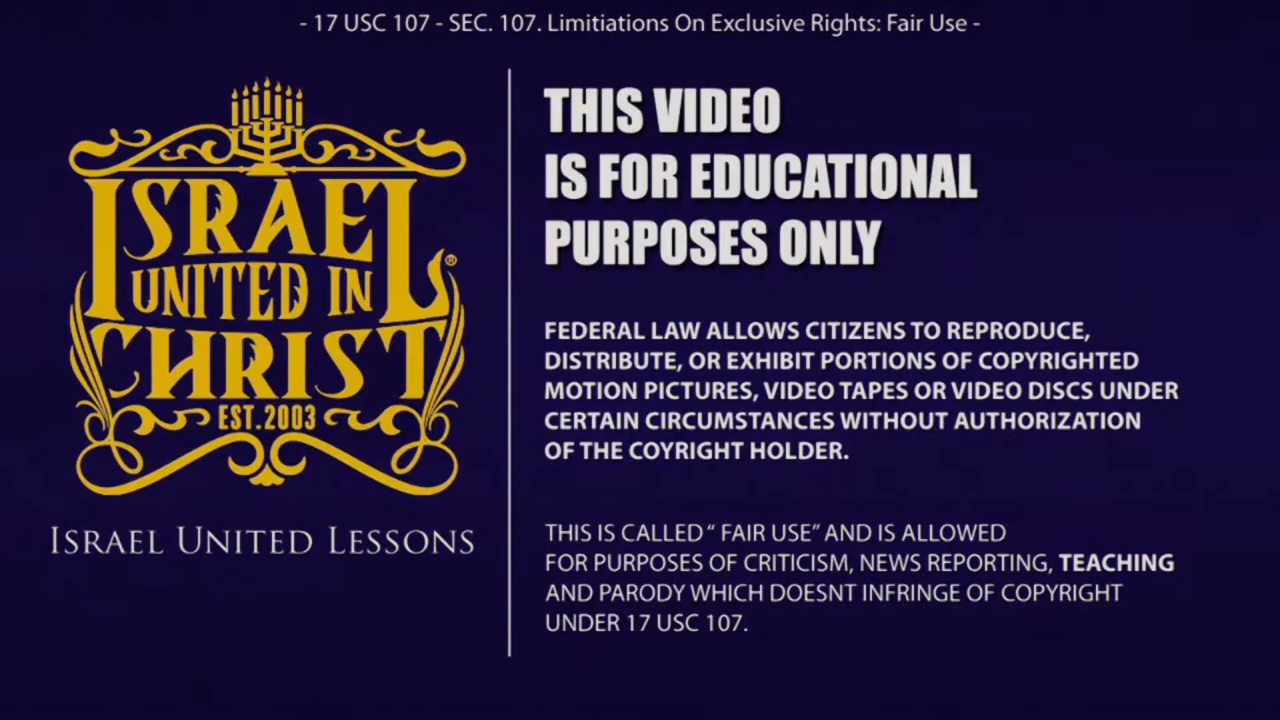 - 17 USC 107 - SEC. 107. Limitiations On Exclusive Rights: Fair Use -
ISRAEL
UNITED IN
CHRIST
®
EST.2003
ISRAEL UNITED LESSONS
THIS VIDEO
IS FOR EDUCATIONAL
PURPOSES ONLY
FEDERAL LAW ALLOWS CITIZENS TO REPRODUCE,
DISTRIBUTE, OR EXHIBIT PORTIONS OF COPYRIGHTED
MOTION PICTURES, VIDEO TAPES OR VIDEO DISCS UNDER
CERTAIN CIRCUMSTANCES WITHOUT AUTHORIZATION
OF THE COYRIGHT HOLDER.
THIS IS CALLED “ FAIR USE” AND IS ALLOWED
FOR PURPOSES OF CRITICISM, NEWS REPORTING, TEACHING
AND PARODY WHICH DOESNT INFRINGE OF COPYRIGHT
UNDER 17 USC 107.